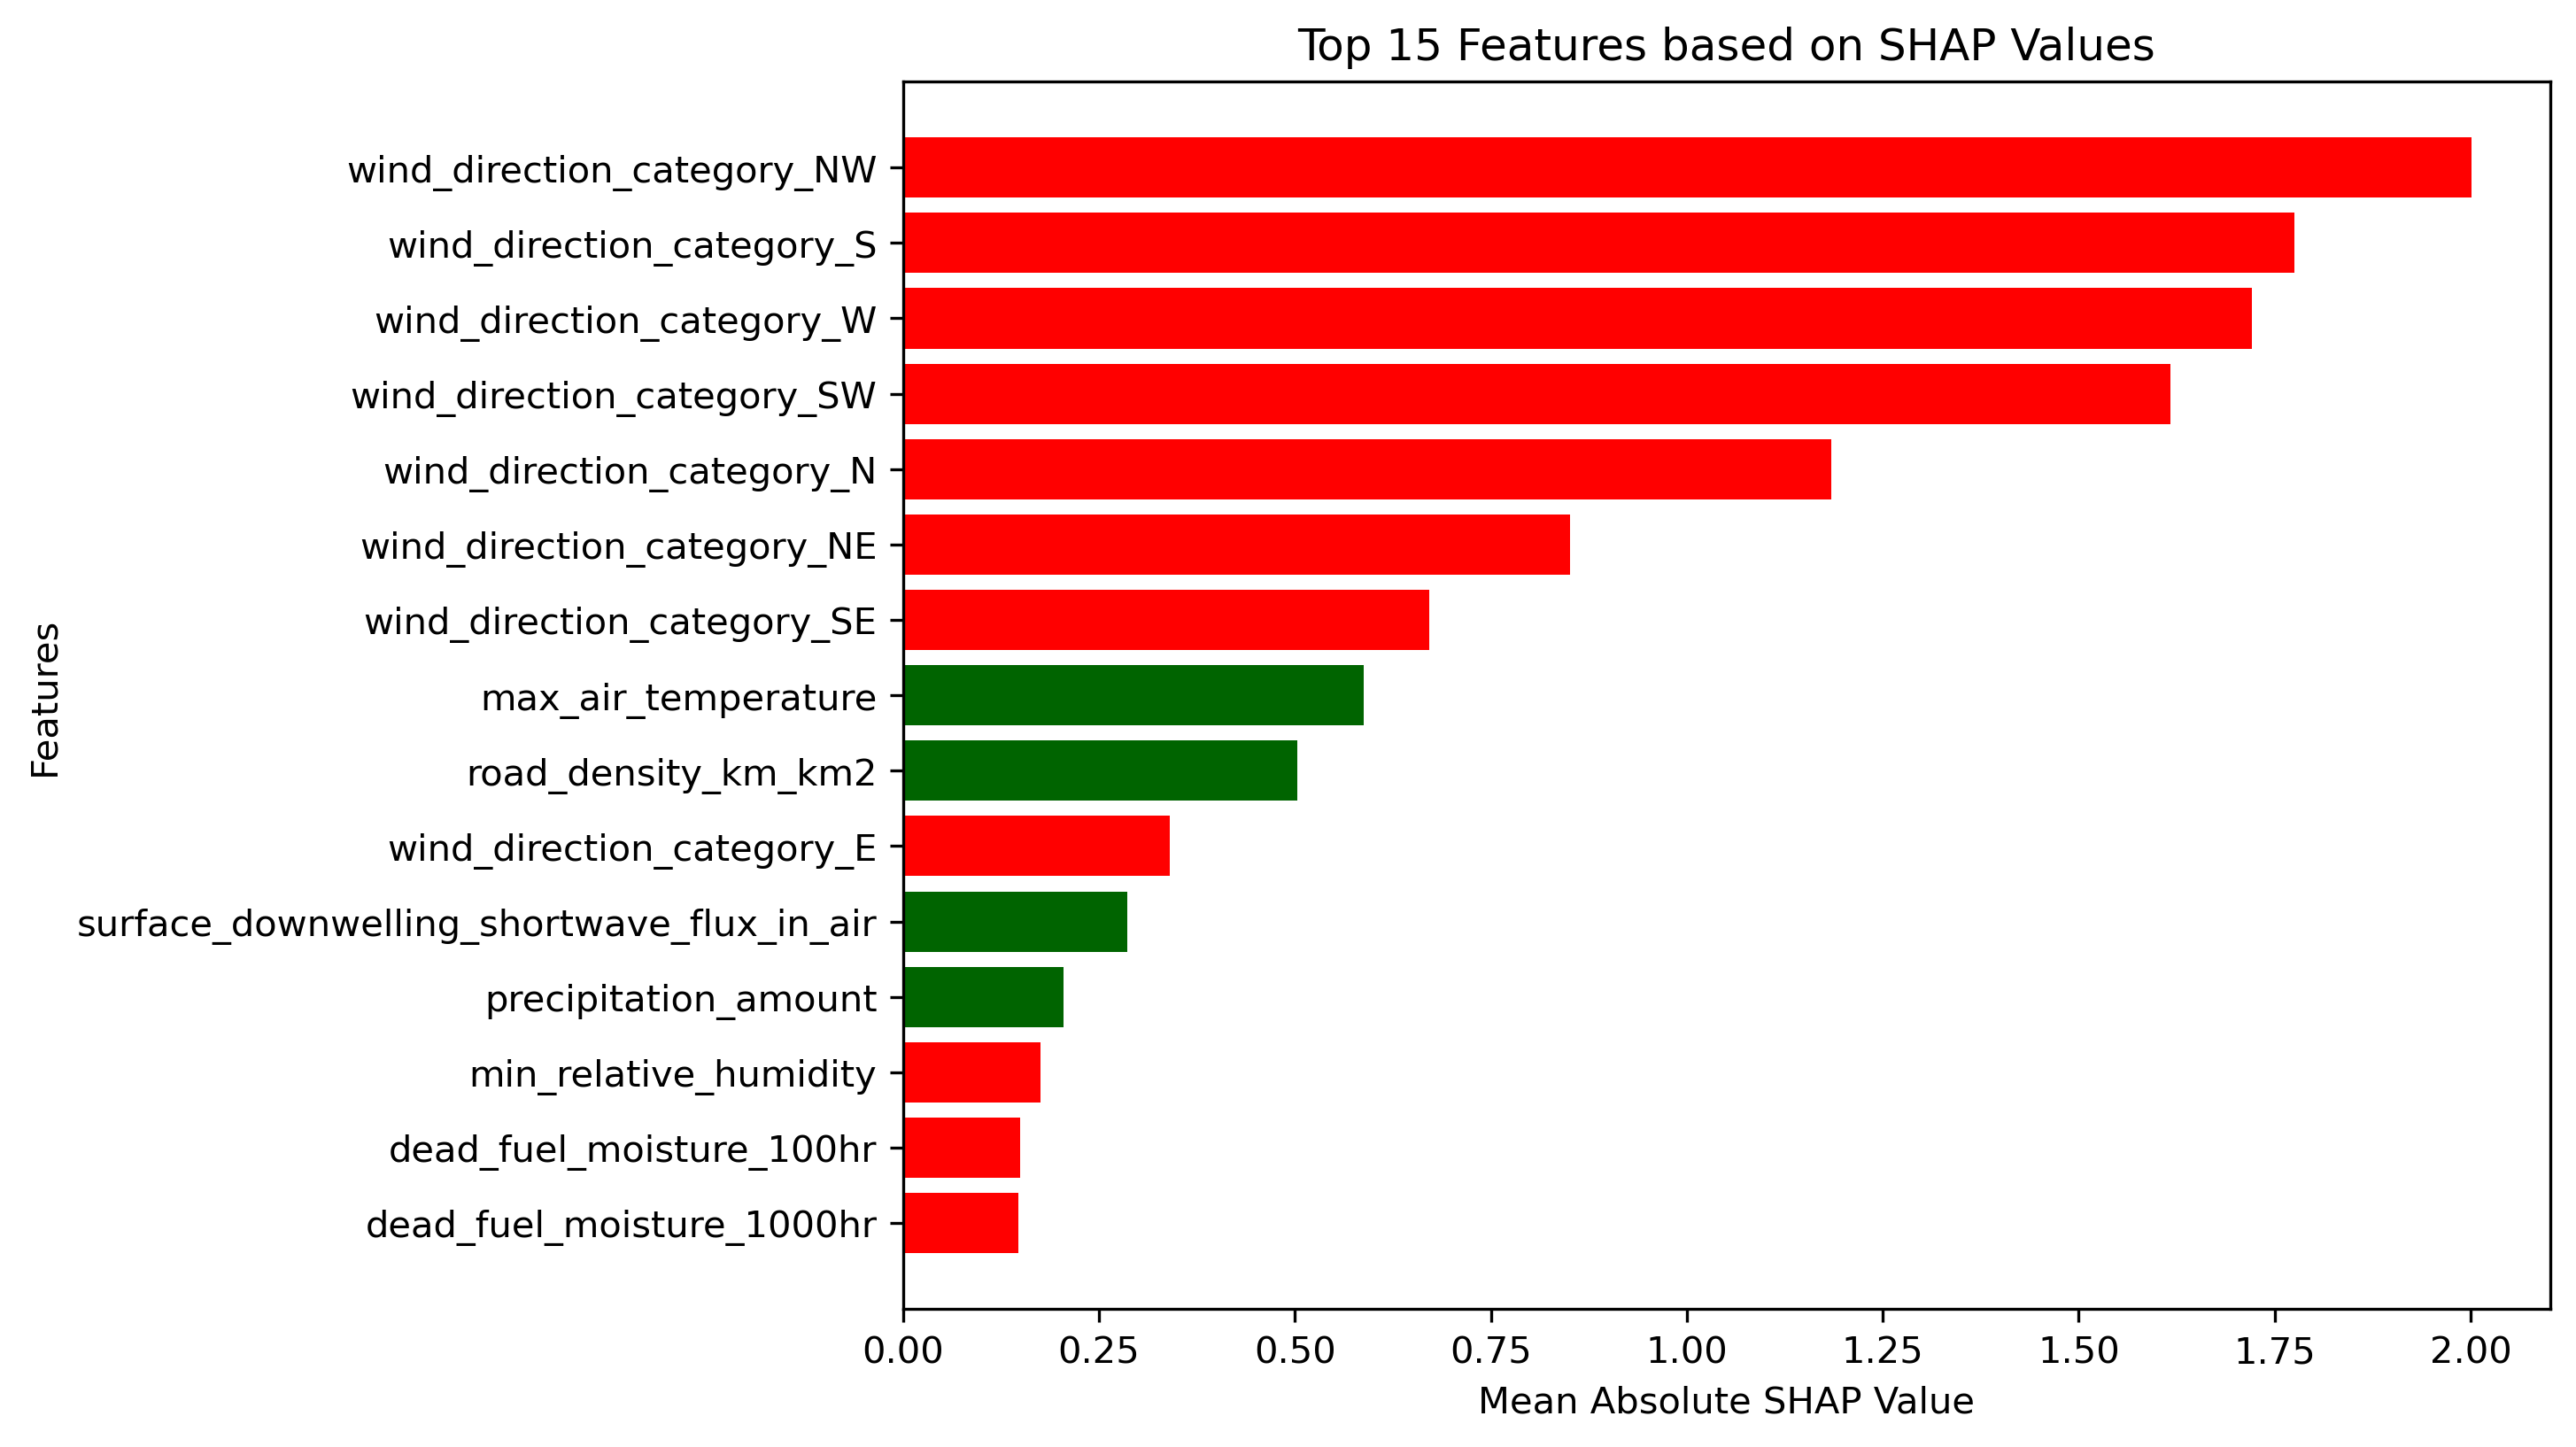 Top 15 Features based on SHAP Values
Features
wind_direction_category_NW
wind_direction_category_S
wind_direction_category_W
wind_direction_category_SW
wind_direction_category_N
wind_direction_category_NE
wind_direction_category_SE
max_air_temperature
road_density_km_km2
wind_direction_category_E
surface_downwelling_shortwave_flux_in_air
precipitation_amount
min_relative_humidity
dead_fuel_moisture_100hr
dead_fuel_moisture_1000hr
0.00 0.25 0.50 0.75 1.00 1.25 1.50 1.75 2.00
Mean Absolute SHAP Value